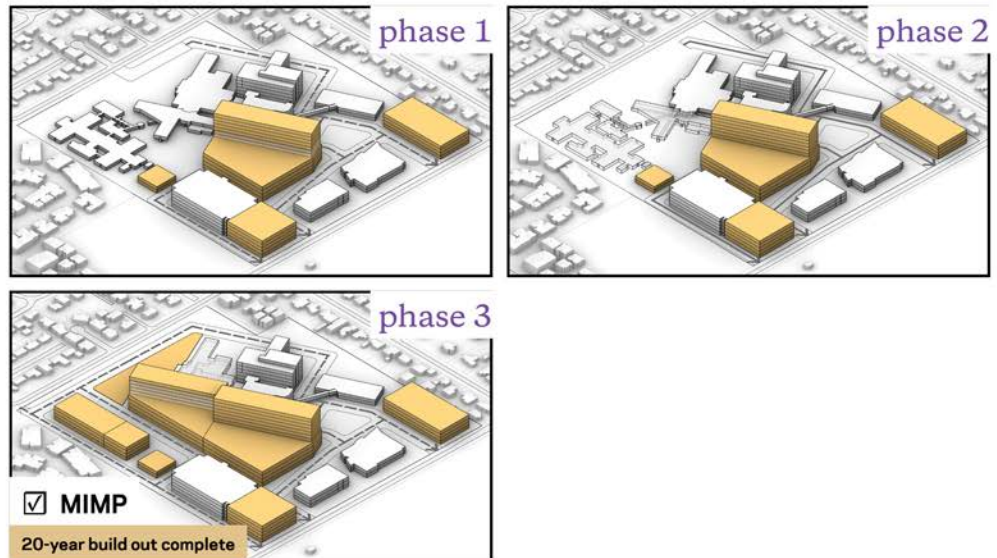 phase 1
phase 2
phase 3
☑ MIMP
20-year build out complete